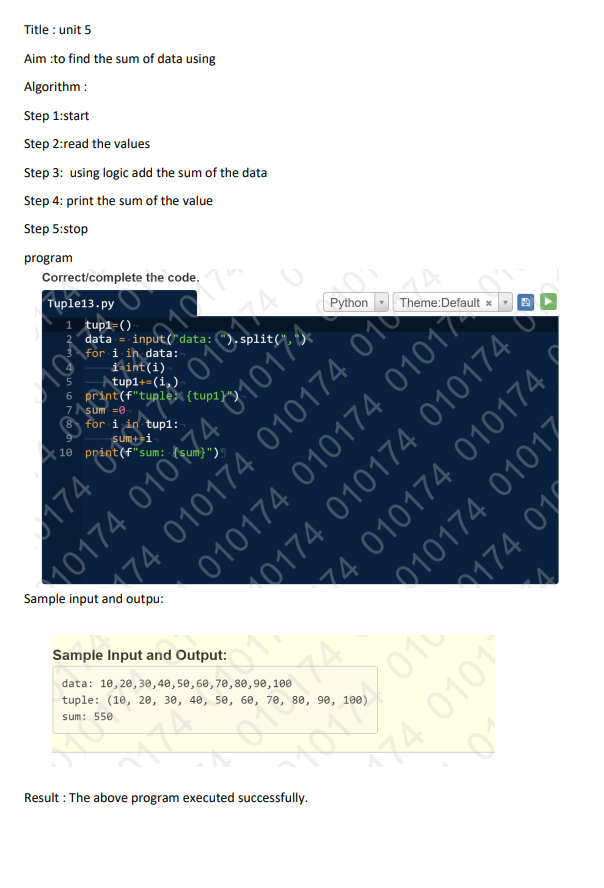 Title : unit 5
Aim :to find the sum of data using
Algorithm :
Step 1:start
Step 2:read the values
Step 3:  using logic add the sum of the data
Step 4: print the sum of the value
Step 5:stop
program
Correct/complete the code.
Tuple13.py Python Theme:Default ×
1 tup1=()
2 data = input("data: ").split(",")
3 for i in data:
4     i=int(i)
5     tup1+=(i,)
6 print(f"tuple: {tup1}")
7 sum =0
8 for i in tup1:
9     sum+=i
10 print(f"sum: {sum}")
Sample input and outpu:
Sample Input and Output:
data: 10,20,30,40,50,60,70,80,90,100
tuple: (10, 20, 30, 40, 50, 60, 70, 80, 90, 100)
sum: 550
Result : The above program executed successfully.